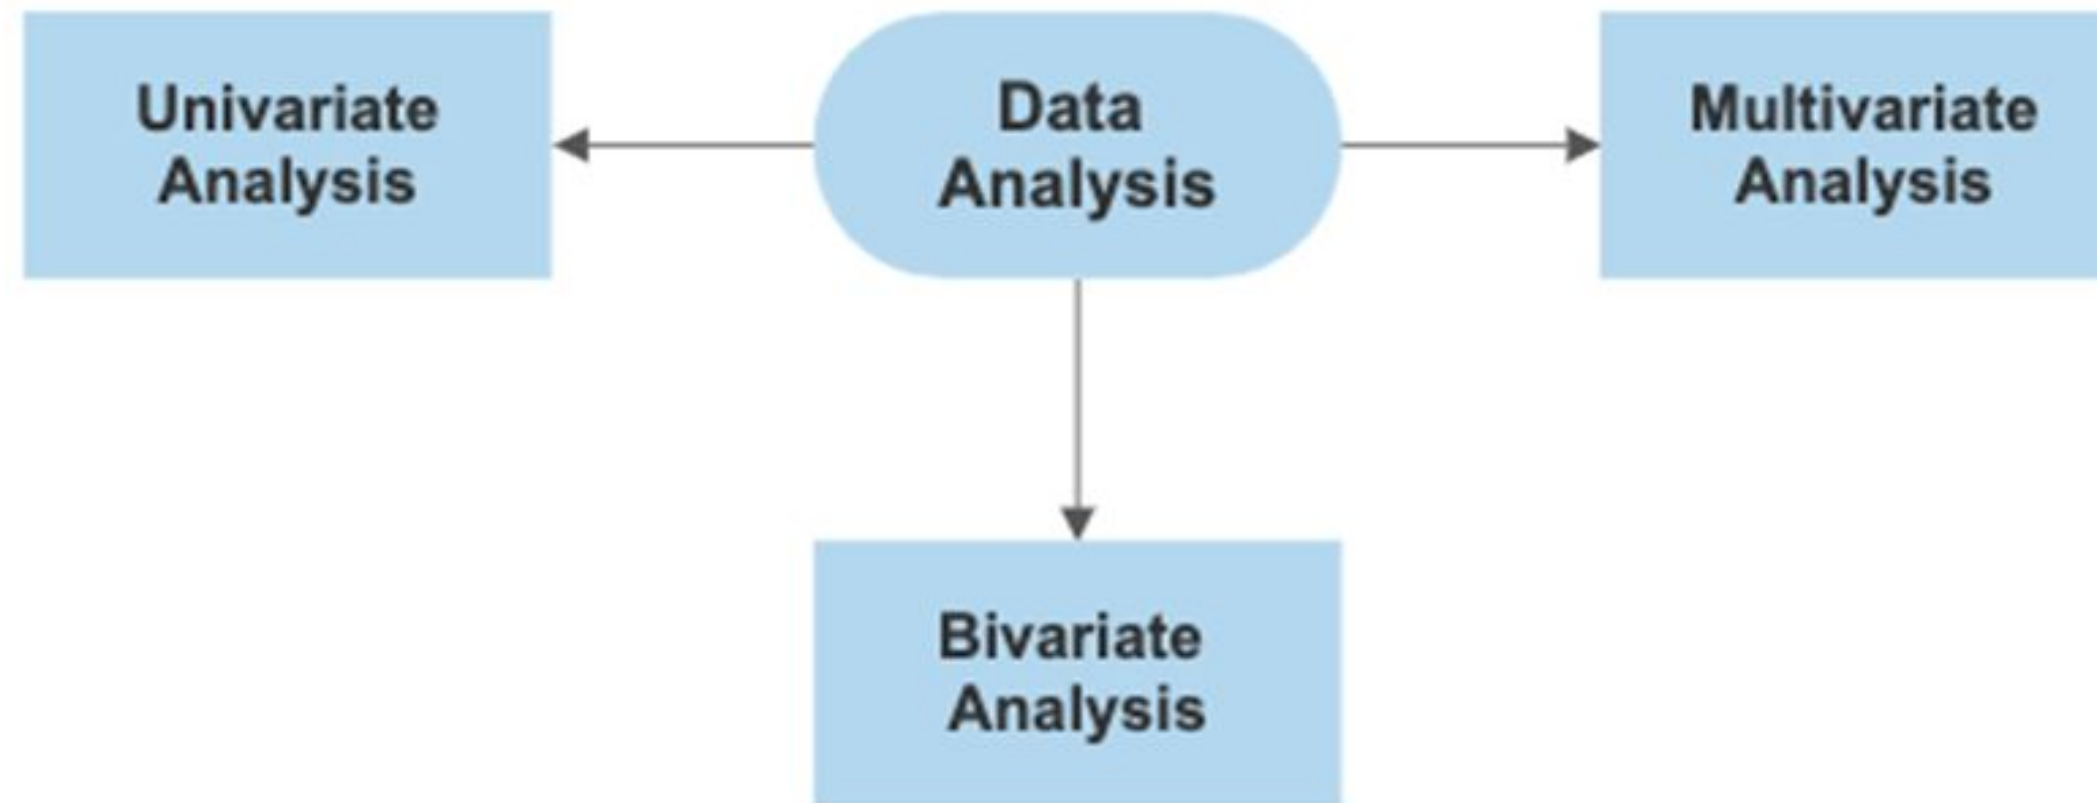 Univariate
Analysis
Data
Analysis
Multivariate
Analysis
Bivariate
Analysis